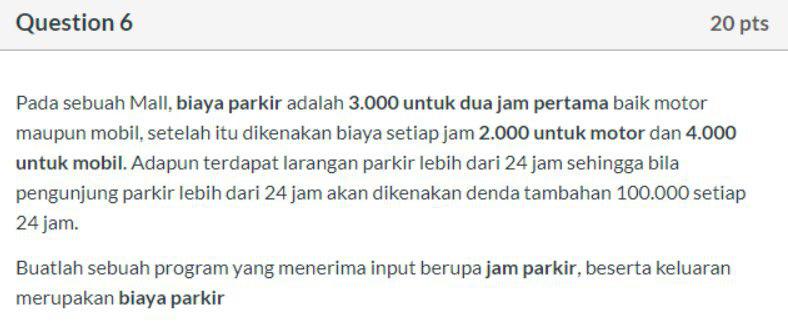 Question 6
20 pts
Pada sebuah Mall, biaya parkir adalah 3.000 untuk dua jam pertama baik motor
maupun mobil, setelah itu dikenakan biaya setiap jam 2.000 untuk motor dan 4.000
untuk mobil. Adapun terdapat larangan parkir lebih dari 24 jam sehingga bila
pengunjung parkir lebih dari 24 jam akan dikenakan denda tambahan 100.000 setiap
24 jam.
Buatlah sebuah program yang menerima input berupa jam parkir, beserta keluaran
merupakan biaya parkir